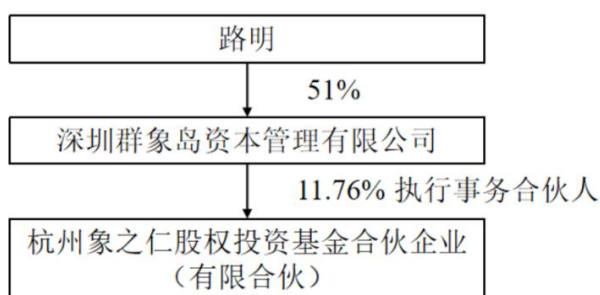 路明
51%
深圳群象岛资本管理有限公司
11.76% 执行事务合伙人
杭州象之仁股权投资基金合伙企业
（有限合伙）